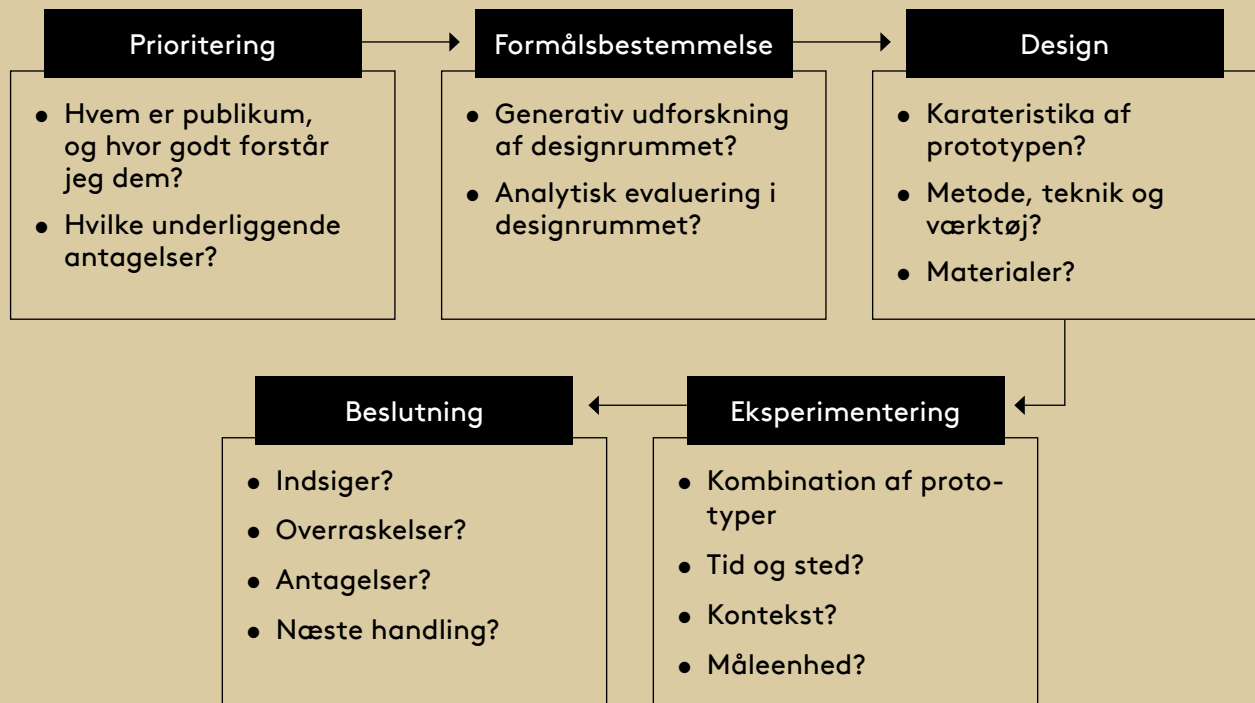 Prioritering
• Hvem er publikum,
og hvor godt forstår
jeg dem?
• Hvilke underliggende
antagelser?
Formålsbestemmelse
• Generativ udforskning
af designrummet?
• Analytisk evaluering i
designrummet?
Design
• Karateristika af
prototypen?
• Metode, teknik og
værktøj?
• Materialer?
Eksperimentering
• Kombination af proto-
typer
• Tid og sted?
• Kontekst?
• Måleenhed?
Beslutning
• Indsiger?
• Overraskelser?
• Antagelser?
• Næste handling?